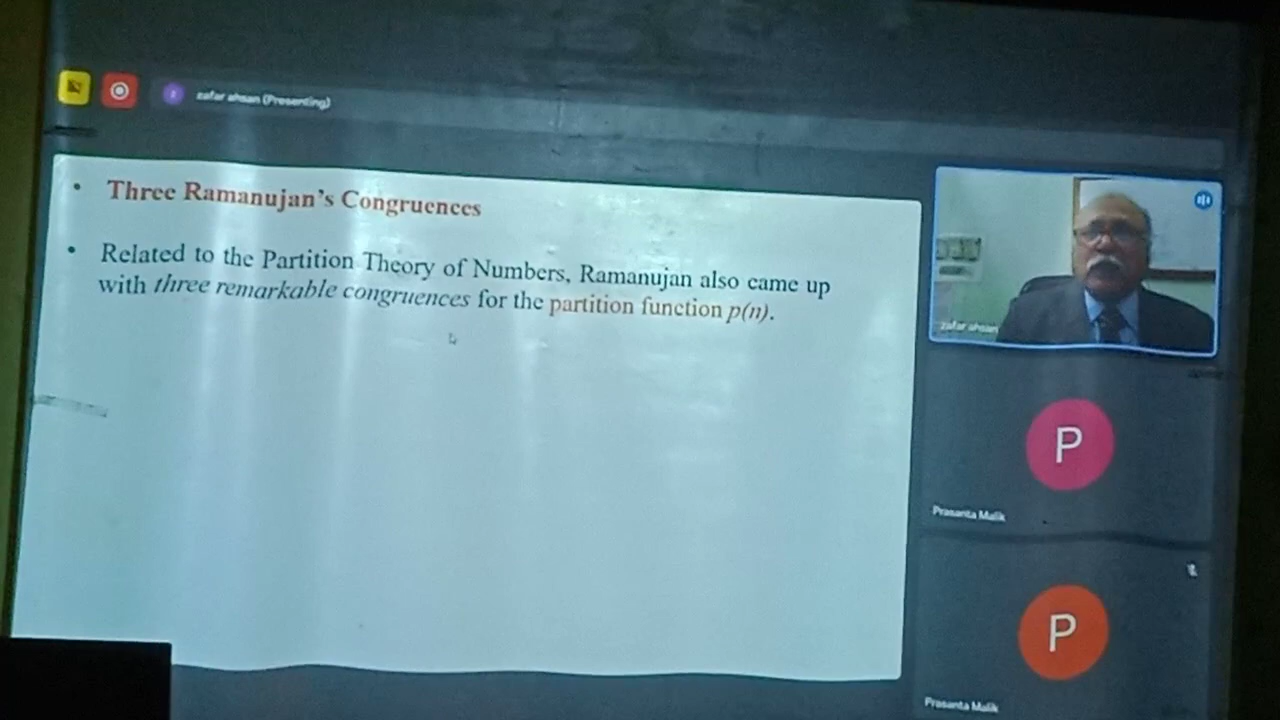 zafar ahsan (Presenting)
• Three Ramanujan's Congruences
• Related to the Partition Theory of Numbers, Ramanujan also came up
with three remarkable congruences for the partition function p(n).
zafar ahsan
P
Prasanta Malik
P
Prasanta Malik